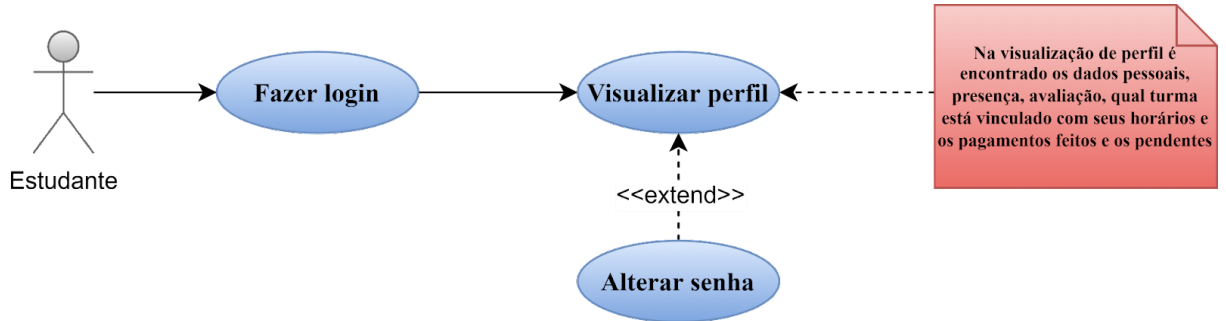 Estudante
Fazer login
Visualizar perfil
<<extend>>
Alterar senha
Na visualização de perfil é
encontrado os dados pessoais,
presença, avaliação, qual turma
está vinculado com seus horários e
os pagamentos feitos e os pendentes